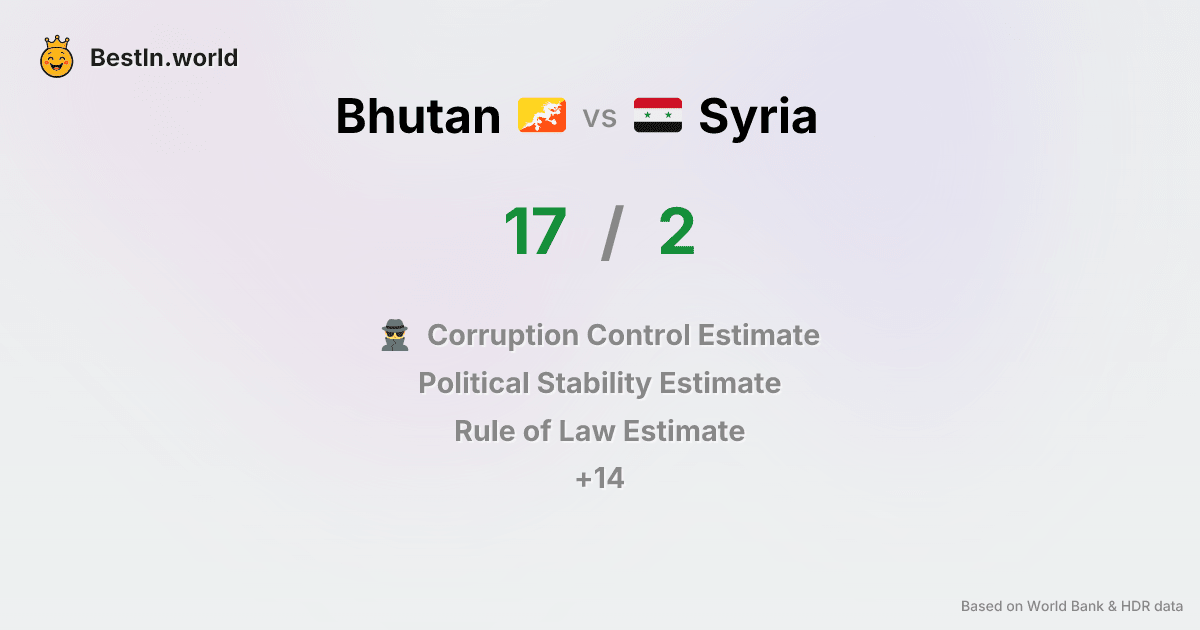 BestIn.world
Bhutan vs Syria
17 / 2
Corruption Control Estimate
Political Stability Estimate
Rule of Law Estimate
+14
Based on World Bank & HDR data